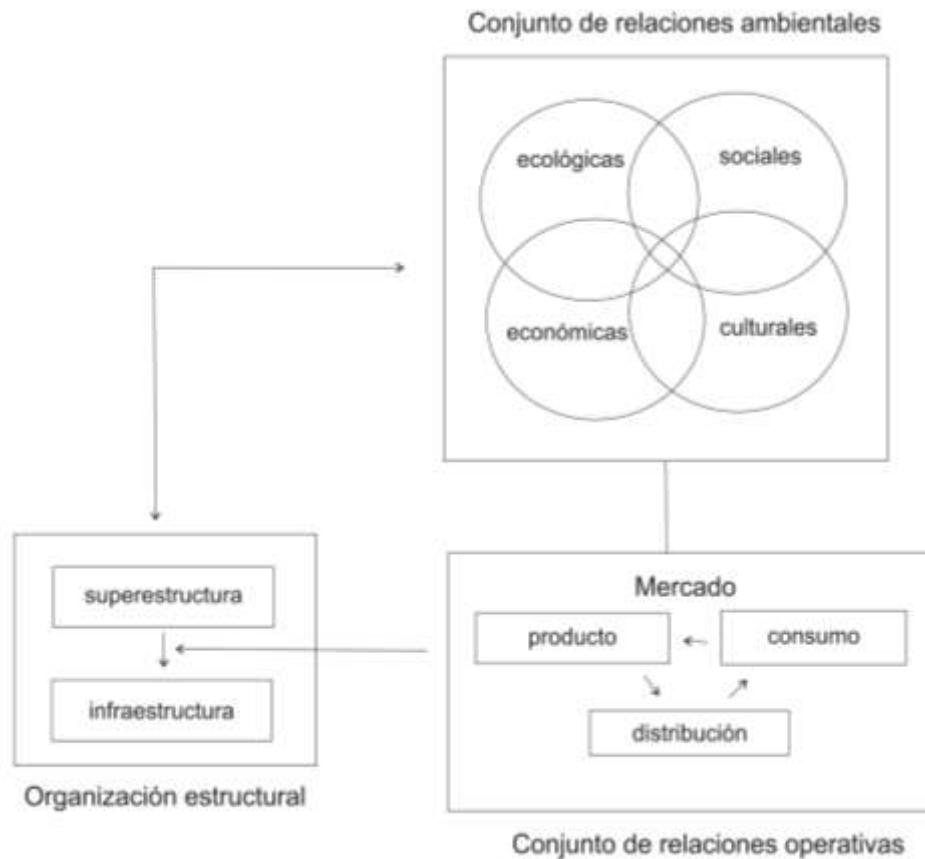 Conjunto de relaciones ambientales
ecológicas
sociales
económicas
culturales
superestructura
infraestructura
Organización estructural
Mercado
producto
consumo
distribución
Conjunto de relaciones operativas